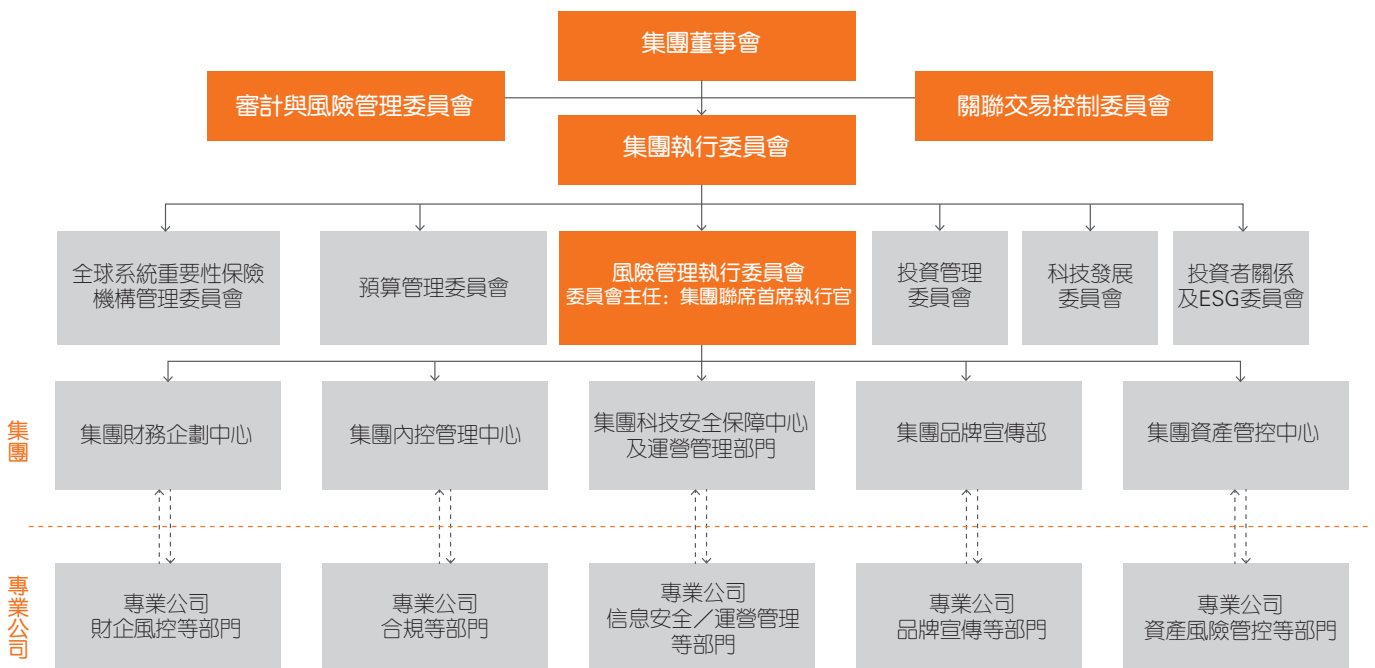 集團董事會
審計與風險管理委員會
關聯交易控制委員會
集團執行委員會
全球系統重要性保險
機構管理委員會
預算管理委員會
風險管理執行委員會
委員會主任：集團聯席首席執行官
投資管理
委員會
科技發展
委員會
投資者關係
及ESG委員會
集團
集團財務企劃中心
集團內控管理中心
集團科技安全保障中心
及運營管理部門
集團品牌宣傳部
集團資產管控中心
專業公司
專業公司
財企風控等部門
專業公司
合規等部門
專業公司
信息安全／運營管理
等部門
專業公司
品牌宣傳等部門
專業公司
資產風險管控等部門